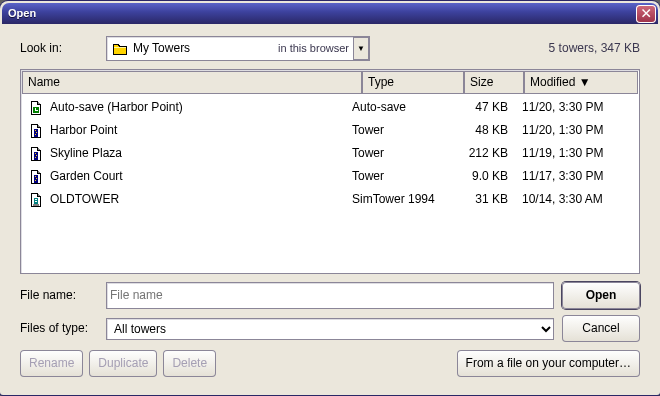 Open
Look in: My Towers in this browser 5 towers, 347 KB
Name Type Size Modified ▼
Auto-save (Harbor Point) Auto-save 47 KB 11/20, 3:30 PM
Harbor Point Tower 48 KB 11/20, 1:30 PM
Skyline Plaza Tower 212 KB 11/19, 1:30 PM
Garden Court Tower 9.0 KB 11/17, 3:30 PM
OLDTOWER SimTower 1994 31 KB 10/14, 3:30 AM
File name: File name Open
Files of type: All towers Cancel
Rename Duplicate Delete From a file on your computer…